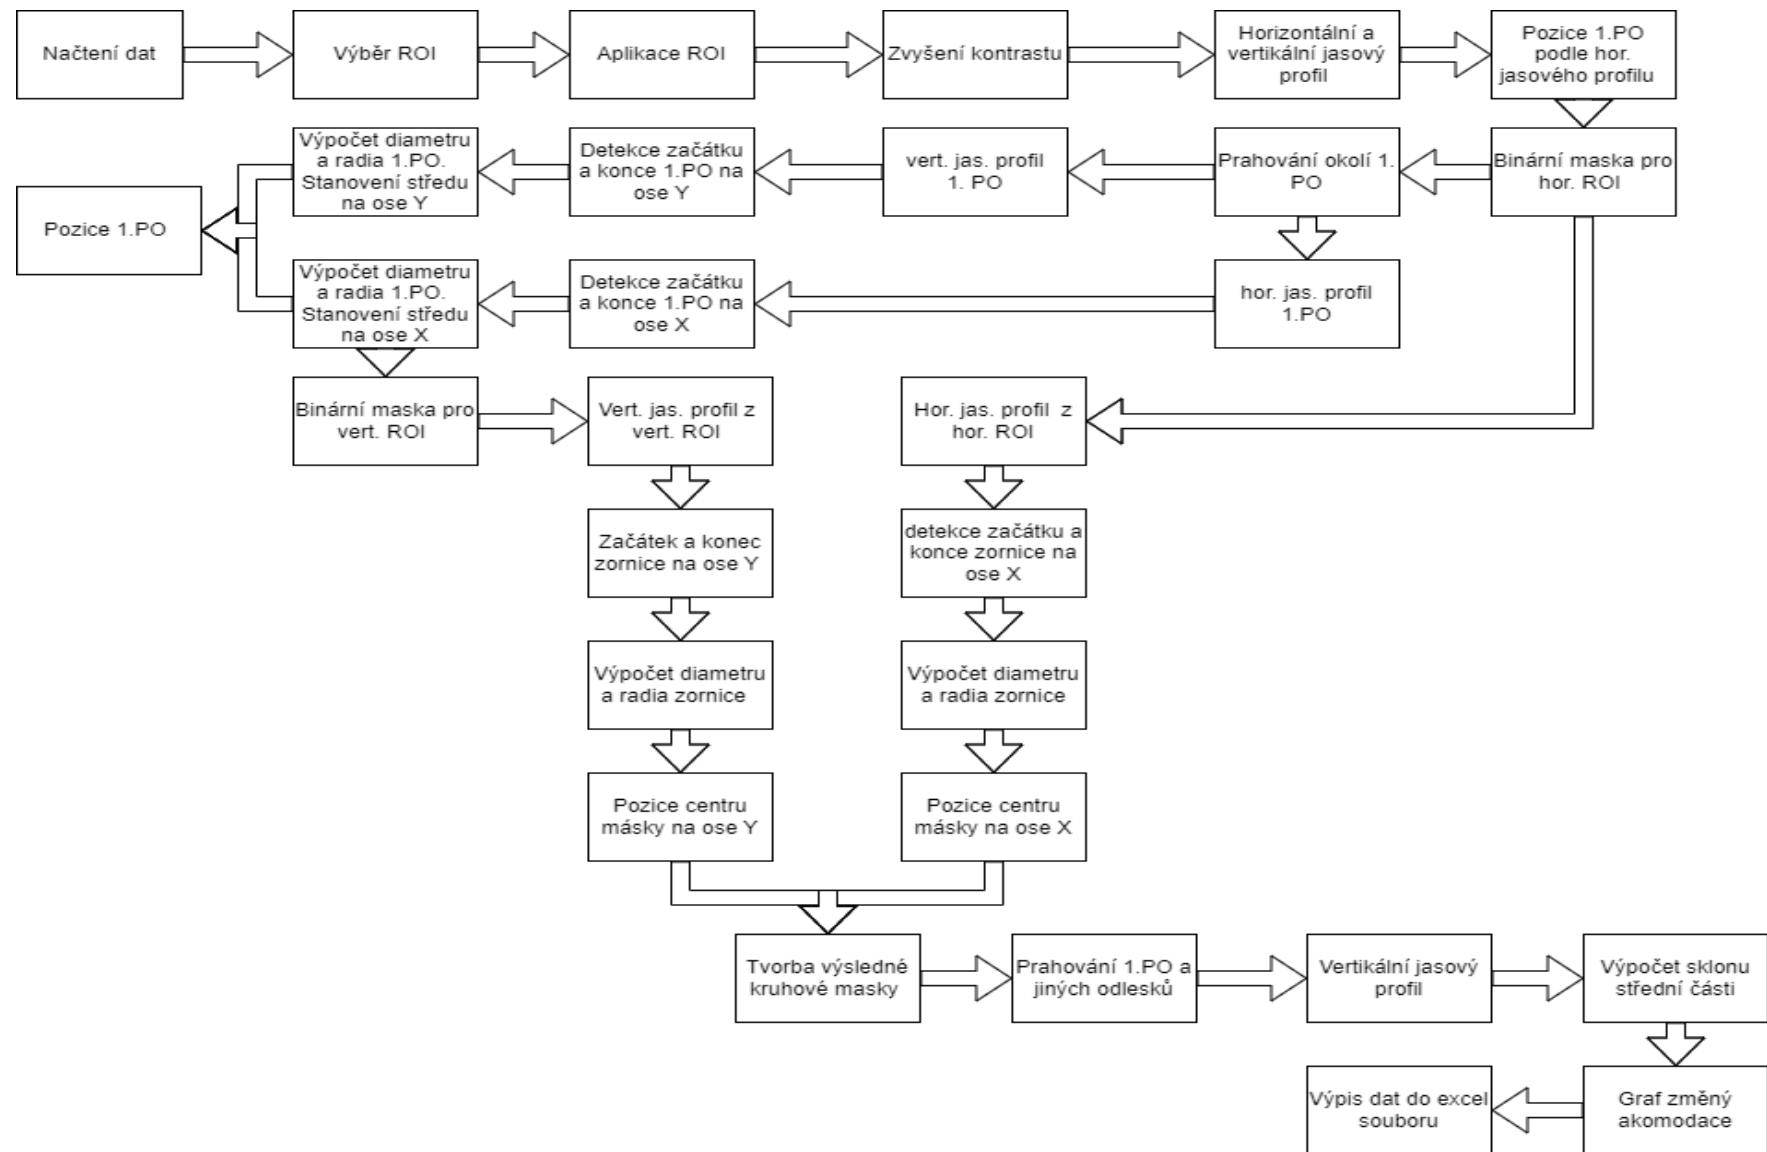 Načtení dat
Výběr ROI
Aplikace ROI
Zvyšení kontrastu
Horizontální a
vertikální jasový
profil
Pozice 1.PO
podle hor.
jasového profilu
Výpočet diametru
a radia 1.PO.
Stanovení středu
na ose Y
Detekce začátku
a konce 1.PO na
ose Y
vert. jas. profil
1. PO
Prahování okolí 1.
PO
Binární maska pro
hor. ROI
Pozice 1.PO
Výpočet diametru
a radia 1.PO.
Stanovení středu
na ose X
Detekce začátku
a konce 1.PO na
ose X
hor. jas. profil
1.PO
Binární maska pro
vert. ROI
Vert. jas. profil z
vert. ROI
Hor. jas. profil z
hor. ROI
Začátek a konec
zornice na ose Y
detekce začátku a
konce zornice na
ose X
Výpočet diametru
a radia zornice
Výpočet diametru
a radia zornice
Pozice centru
másky na ose Y
Pozice centru
másky na ose X
Tvorba výsledné
kruhové masky
Prahování 1.PO a
jiných odlesků
Vertikální jasový
profil
Výpočet sklonu
střední části
Výpis dat do excel
souboru
Graf změný
akomodace